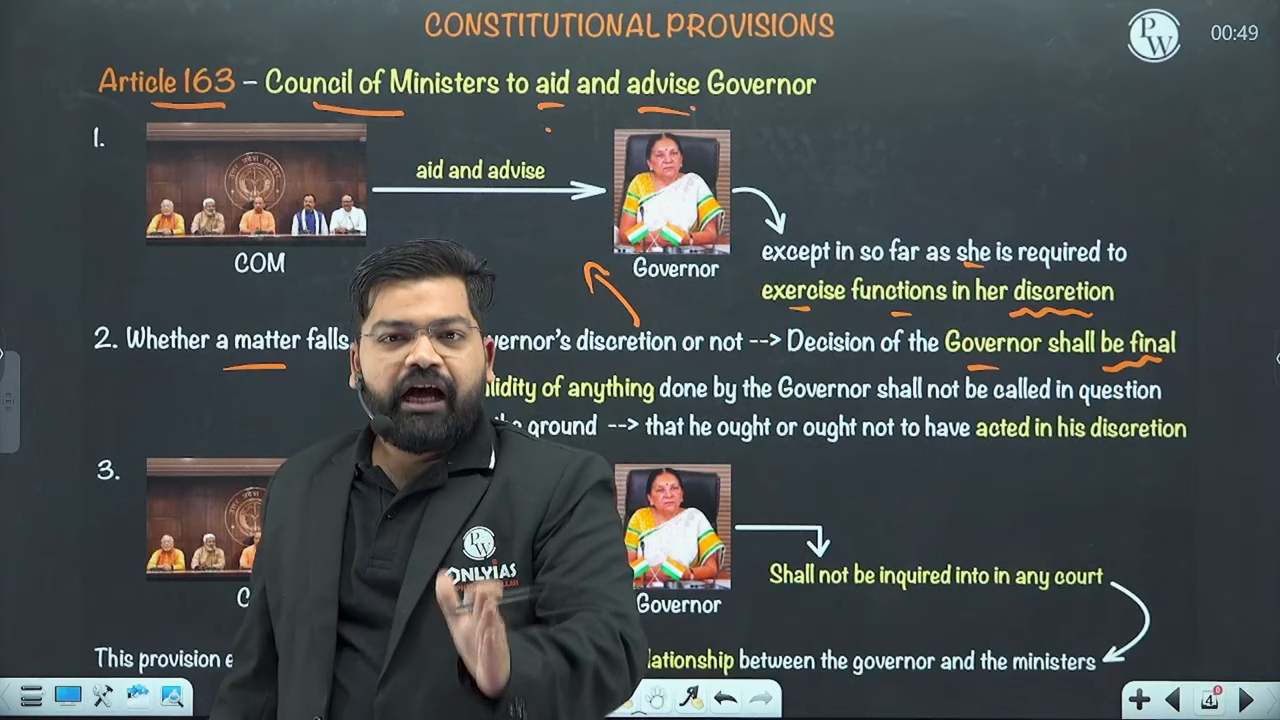 CONSTITUTIONAL PROVISIONS
PW
00:49
Article 163 – Council of Ministers to aid and advise Governor
1.
aid and advise
COM
Governor
except in so far as she is required to
exercise functions in her discretion
2. Whether a matter falls vernor's discretion or not --> Decision of the Governor shall be final
lidity of anything done by the Governor shall not be called in question
ground --> that he ought or ought not to have acted in his discretion
3.
C
Governor
Shall not be inquired into in any court
This provision e lationship between the governor and the ministers
PW
ONLYIAS
4